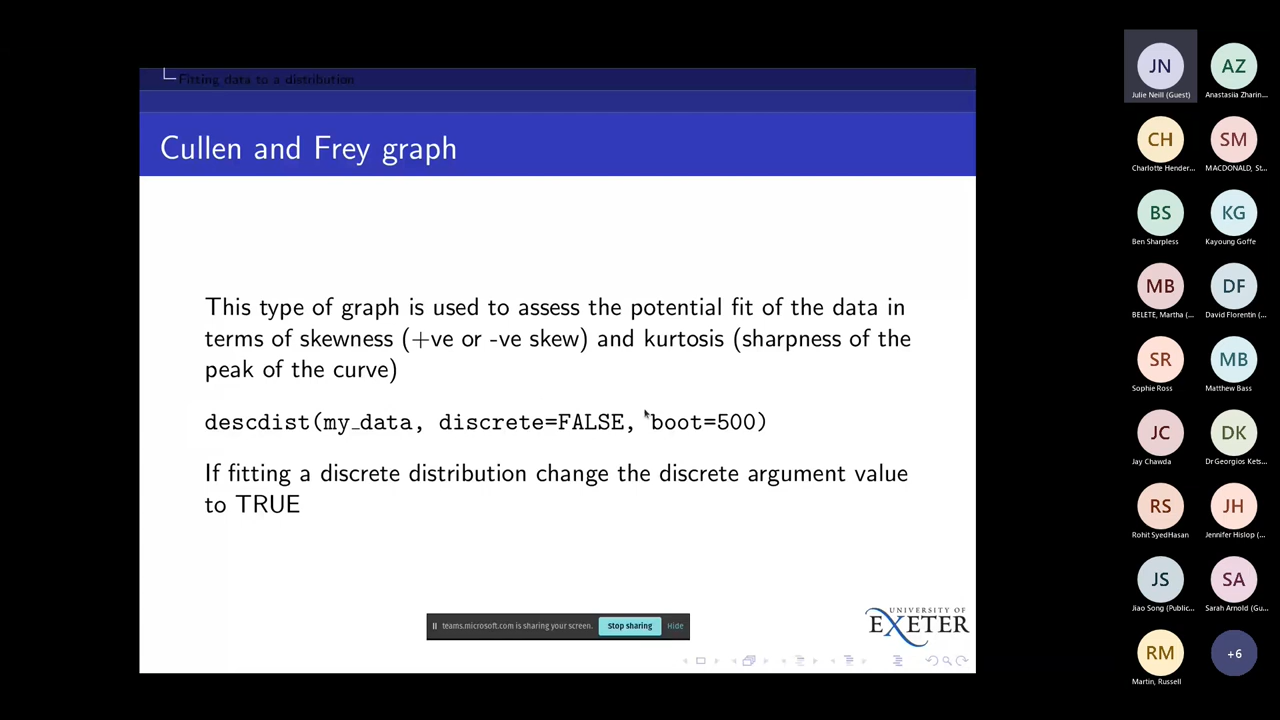 Fitting data to a distribution
Cullen and Frey graph
This type of graph is used to assess the potential fit of the data in
terms of skewness (+ve or -ve skew) and kurtosis (sharpness of the
peak of the curve)
descdist(my_data, discrete=FALSE, boot=500)
If fitting a discrete distribution change the discrete argument value
to TRUE
teams.microsoft.com is sharing your screen. Stop sharing Hide
UNIVERSITY OF
EXETER
JN AZ
Julie Neill (Guest) Anastasiia Zharin...
CH SM
Charlotte Hender... MACDONALD, St...
BS KG
Ben Sharpless Kayoung Goffe
MB DF
BELETE, Martha (... David Florentin (...
SR MB
Sophie Ross Matthew Bass
JC DK
Jay Chawda Dr Georgios Kets...
RS JH
Rohit SyedHasan Jennifer Hislop (...
JS SA
Jiao Song (Public... Sarah Arnold (Gu...
RM +6
Martin, Russell